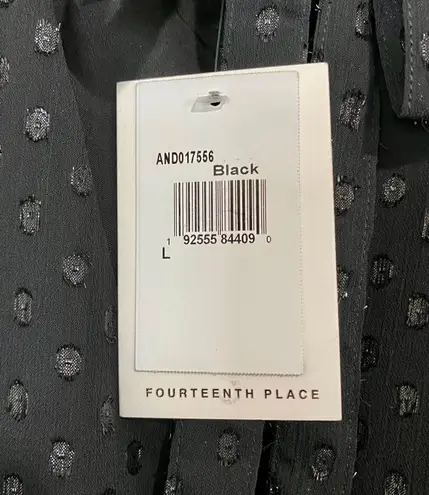 AND017556
Black
1 92555 84409 0
L
FOURTEENTH PLACE